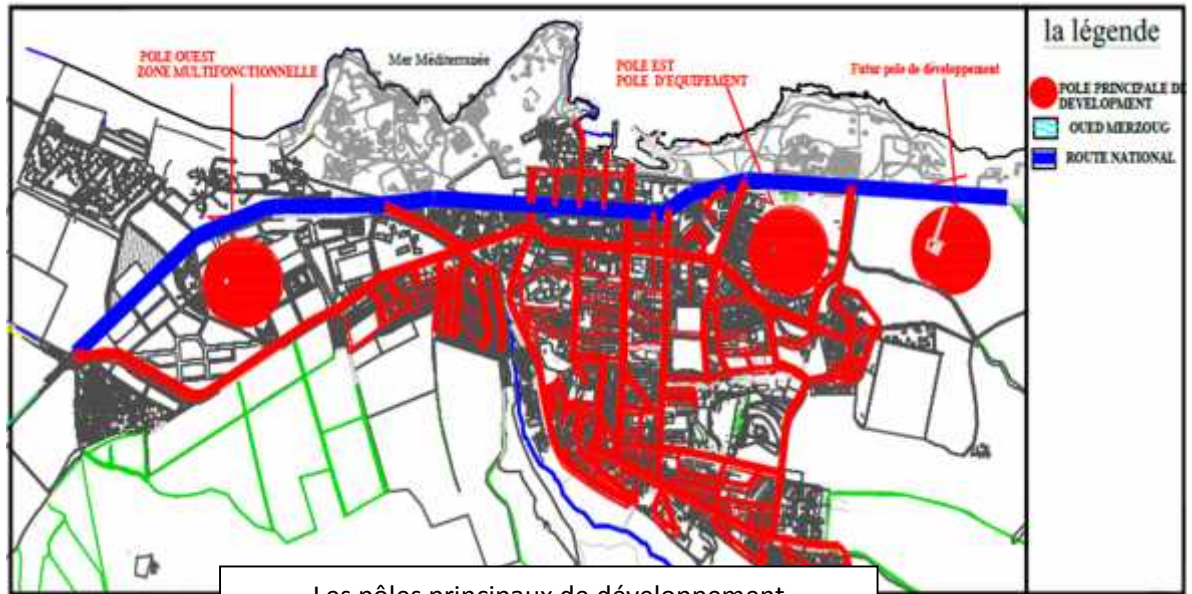 POLE OUEST
ZONE MULTIFONCTIONNELLE
Mer Méditerranée
POLE EST
POLE D'EQUIPEMENT
Futur pole de développement
la légende
POLE PRINCIPALE DE
DEVELOPMENT
OUED MERZOUG
ROUTE NATIONAL
Les pôles principaux de développement